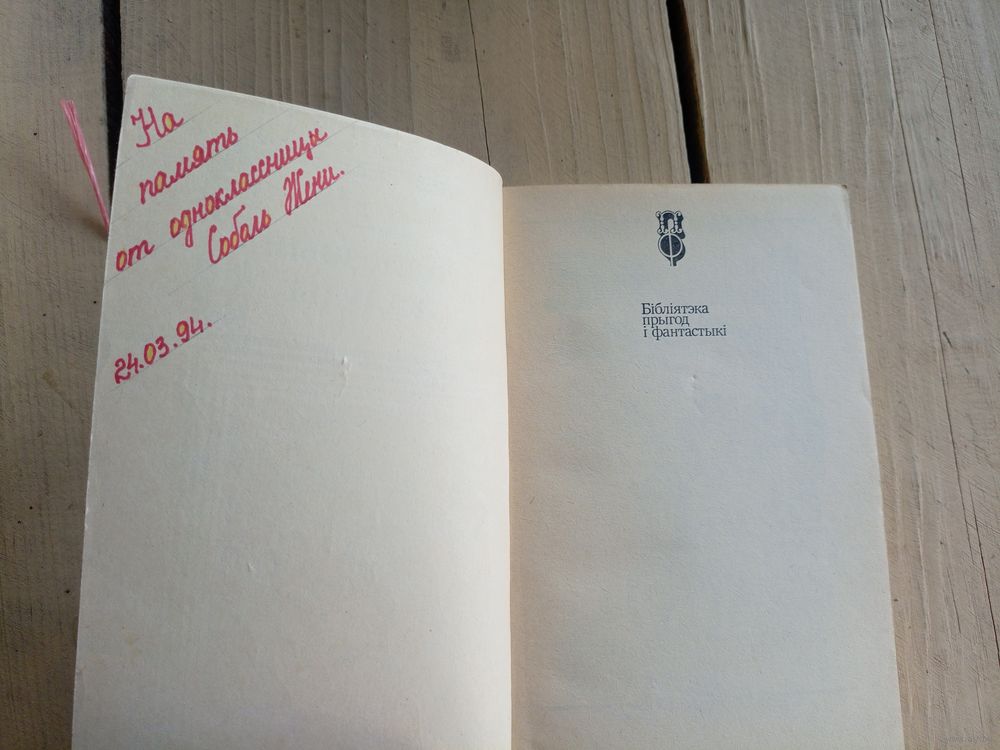 На
память
от одноклассницы
Соболь Жени.
24.03.94.
Бібліятэка
прыгод
і фантастыкі